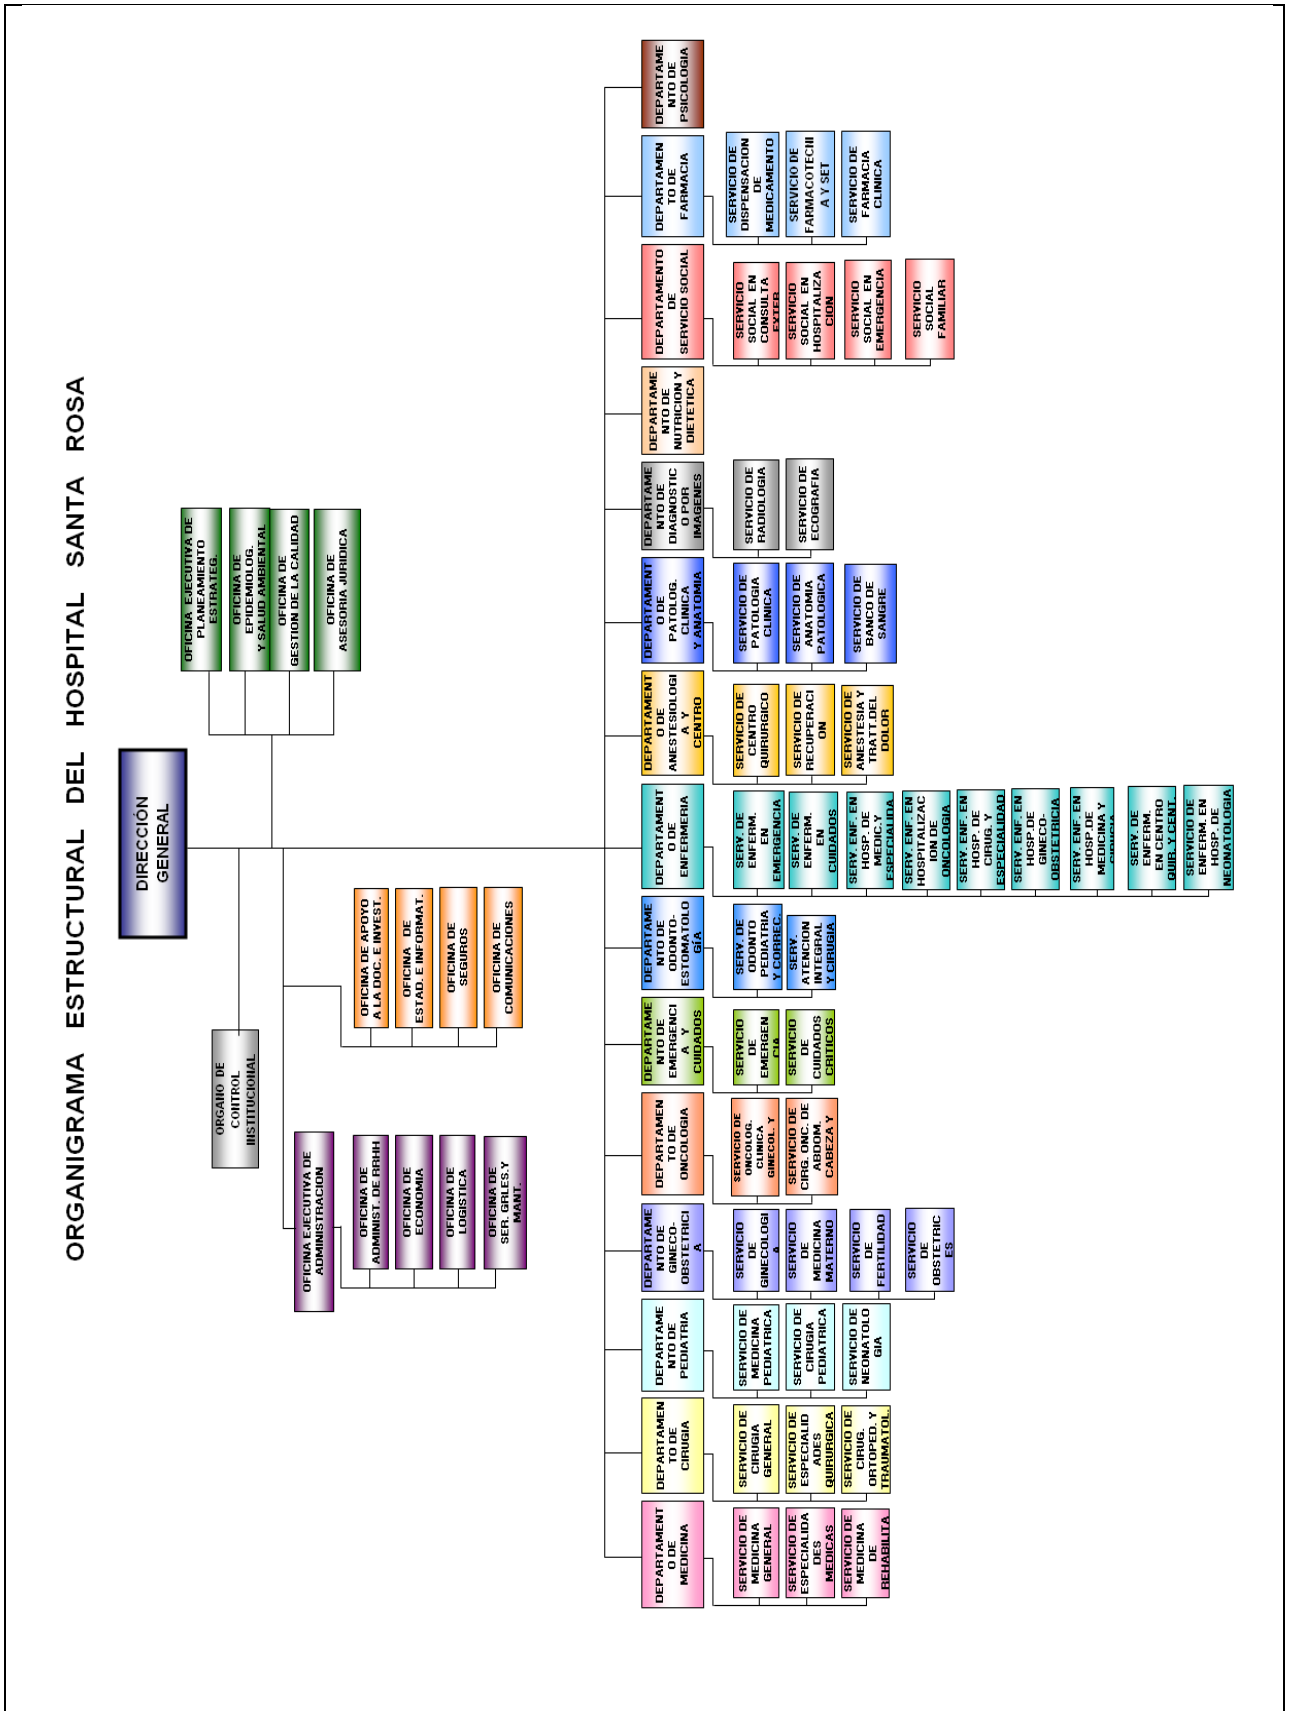 ORGANIGRAMA ESTRUCTURAL DEL HOSPITAL SANTA ROSA
DIRECCIÓN
GENERAL
ORGANO DE
CONTROL
INSTITUCIONAL
OFICINA EJECUTIVA DE
PLANEAMIENTO
ESTRATEG.
OFICINA DE
EPIDEMIOLOG.
Y SALUD AMBIENTAL
OFICINA DE
GESTION DE LA CALIDAD
OFICINA DE
ASESORIA JURIDICA
OFICINA EJECUTIVA DE
ADMINISTRACION
OFICINA DE
ADMINIST. DE RRHH
OFICINA DE
ECONOMIA
OFICINA DE
LOGISTICA
OFICINA DE
SER. GRLES.Y
MANT.
OFICINA DE APOYO
A LA DOC. E INVEST.
OFICINA DE
ESTAD. E INFORMAT.
OFICINA DE
SEGUROS
OFICINA DE
COMUNICACIONES
DEPARTAMENT
O DE
MEDICINA
SERVICIO DE
MEDICINA
GENERAL
SERVICIO DE
ESPECIALIDA
DES
MEDICAS
SERVICIO DE
MEDICINA
DE
REHABILITA
DEPARTAMEN
TO DE
CIRUGIA
SERVICIO DE
CIRUGIA
GENERAL
SERVICIO DE
ESPECIALID
ADES
QUIRURGICA
SERVICIO DE
CIRUG.
ORTOPED. Y
TRAUMATOL.
DEPARTAME
NTO DE
PEDIATRIA
SERVICIO DE
MEDICINA
PEDIATRICA
SERVICIO DE
CIRUGIA
PEDIATRICA
SERVICIO DE
NEONATOLO
GIA
DEPARTAME
NTO DE
GINECO-
OBSTETRICI
A
SERVICIO
DE
GINECOLOGI
A
SERVICIO
DE
MEDICINA
MATERNO
SERVICIO
DE
FERTILIDAD
SERVICIO
DE
OBSTETRIC
ES
DEPARTAMEN
TO DE
ONCOLOGIA
SERVICIO DE
ONCOLOG.
CLINICA
GINECOL. Y
SERVICIO DE
CIRG. ONC. DE
ABDOM.
CABEZA Y
DEPARTAME
NTO DE
EMERGENCI
A Y
CUIDADOS
SERVICIO
DE
EMERGEN
CIA
SERVICIO
DE
CUIDADOS
CRITICOS
DEPARTAME
NTO DE
ODONTO-
ESTOMATOLO
GÍA
SERV. DE
ODONTO
PEDIATRIA
Y CORREC.
SERV.
ATENCION
INTEGRAL
Y CIRUGIA
DEPARTAMENT
O DE
ENFERMERIA
SERV. DE
ENFERM.
EN
EMERGENCIA
SERV. DE
ENFERM.
EN
CUIDADOS
SERV. ENF. EN
HOSP. DE
MEDIC.Y
ESPECIALIDA
SERV. ENF. EN
HOSPITALIZAC
ION DE
ONCOLOGIA
SERV. ENF. EN
HOSP. DE
CIRUG. Y
ESPECIALIDAD
SERV. ENF. EN
HOSP.DE
GINECO-
OBSTETRICIA
SERV. ENF. EN
HOSP.DE
MEDICINA Y
CIRUGIA
SERV. DE
ENFERM.
EN CENTRO
QUIR. Y CENT.
SERVICIO DE
ENFERM. EN
HOSP. DE
NEONATOLOGIA
DEPARTAMENT
O DE
ANESTESIOLOGI
A Y
CENTRO
SERVICIO DE
CENTRO
QUIRURGICO
SERVICIO DE
RECUPERACI
ON
SERVICIO DE
ANESTESIA Y
TRATT.DEL
DOLOR
DEPARTAMENT
O DE
PATOLOG.
CLINICA
Y ANATOMIA
SERVICIO DE
PATOLOGIA
CLINICA
SERVICIO DE
ANATOMIA
PATOLOGICA
SERVICIO DE
BANCO DE
SANGRE
DEPARTAME
NTO DE
DIAGNOSTIC
O POR
IMAGENES
SERVICIO DE
RADIOLOGIA
SERVICIO DE
ECOGRAFIA
DEPARTAME
NTO DE
NUTRICION Y
DIETETICA
DEPARTAMENTO
DE
SERVICIO SOCIAL
SERVICIO
SOCIAL EN
CONSULTA
EXTER
SERVICIO
SOCIAL EN
HOSPITALIZA
CION
SERVICIO
SOCIAL EN
EMERGENCIA
SERVICIO
SOCIAL
FAMILIAR
DEPARTAMEN
TO DE
FARMACIA
SERVICIO DE
DISPENSACION
DE
MEDICAMENTO
SERVICIO DE
FARMACOTECNI
A Y SET
SERVICIO DE
FARMACIA
CLINICA
DEPARTAME
NTO DE
PSICOLOGIA